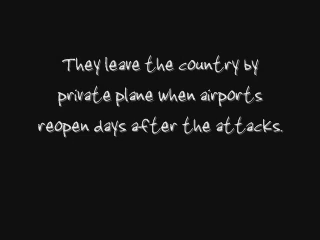 They leave the country by
private plane when airports
reopen days after the attacks.